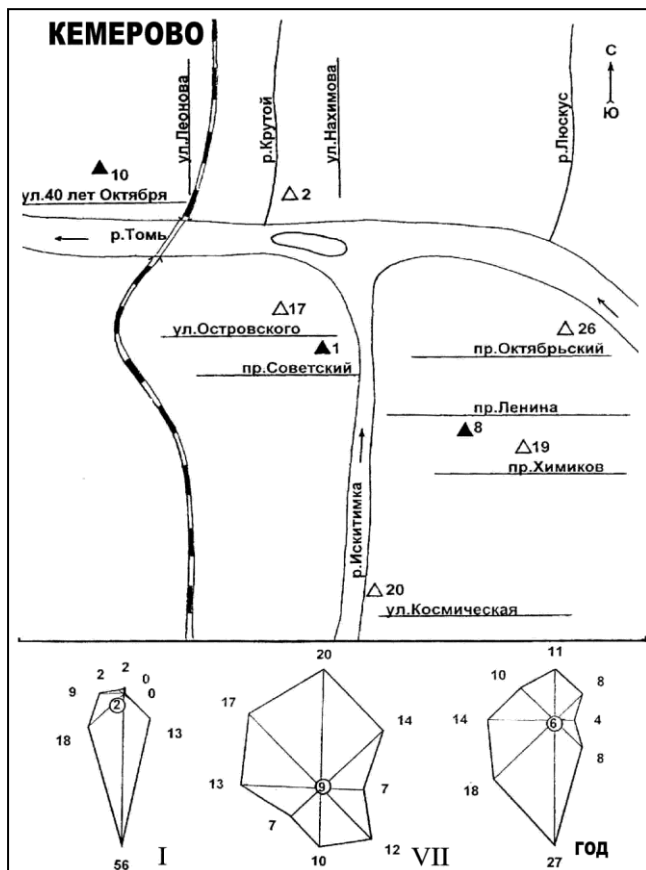 КЕМЕРОВО
С
Ю
ул.Леонова
р.Крутой
ул.Нахимова
р.Люскус
10
ул.40 лет Октября
2
р.Томь
17
ул.Островского
1
пр.Советский
26
пр.Октябрьский
пр.Ленина
8
19
пр.Химиков
р.Искитимка
20
ул.Космическая
2
2
0
9
0
2
18
13
56
I
20
17
14
13
9
7
7
12
10
VII
11
10
8
14
6
4
8
18
27
ГОД